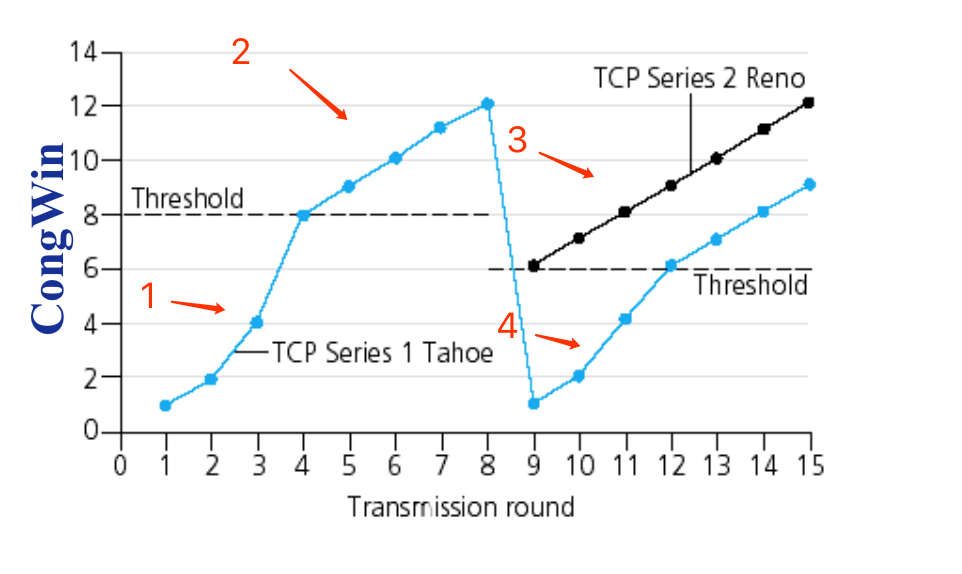 14
2
TCP Series 2 Reno
12
3
10
Threshold
8
CongWin
6
Threshold
1
4
4
TCP Series 1 Tahoe
2
0
0 1 2 3 4 5 6 7 8 9 10 11 12 13 14 15
Transmission round